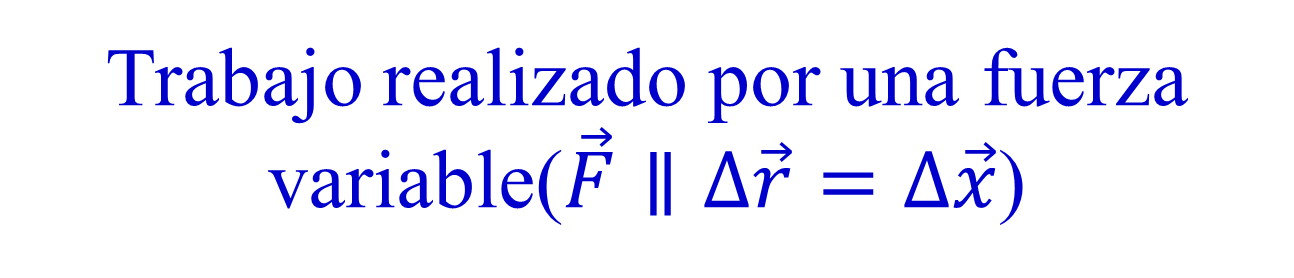 Trabajo realizado por una fuerza
variable(F⃗ ∥ Δr⃗ = Δx⃗)